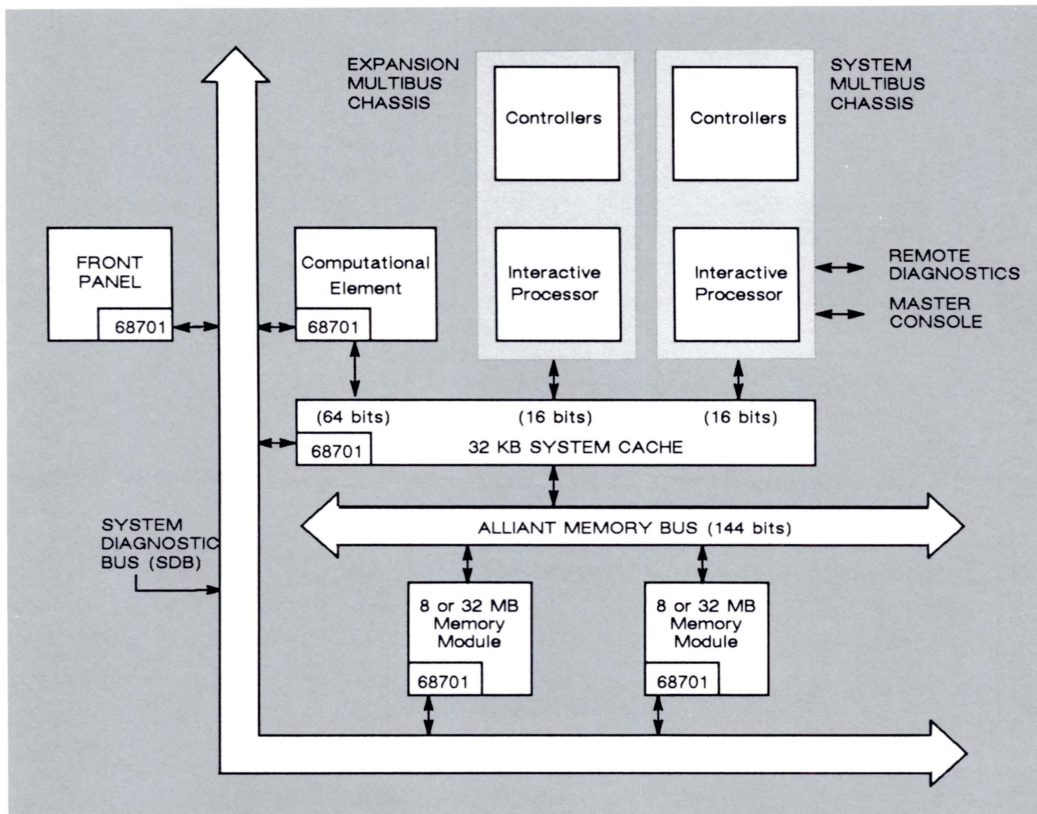 EXPANSION
MULTIBUS
CHASSIS
SYSTEM
MULTIBUS
CHASSIS
Controllers
Controllers
FRONT
PANEL
68701
Computational
Element
68701
Interactive
Processor
Interactive
Processor
REMOTE
DIAGNOSTICS
MASTER
CONSOLE
(64 bits)
(16 bits)
(16 bits)
68701
32 KB SYSTEM CACHE
SYSTEM
DIAGNOSTIC
BUS (SDB)
ALLIANT MEMORY BUS (144 bits)
8 or 32 MB
Memory
Module
68701
8 or 32 MB
Memory
Module
68701